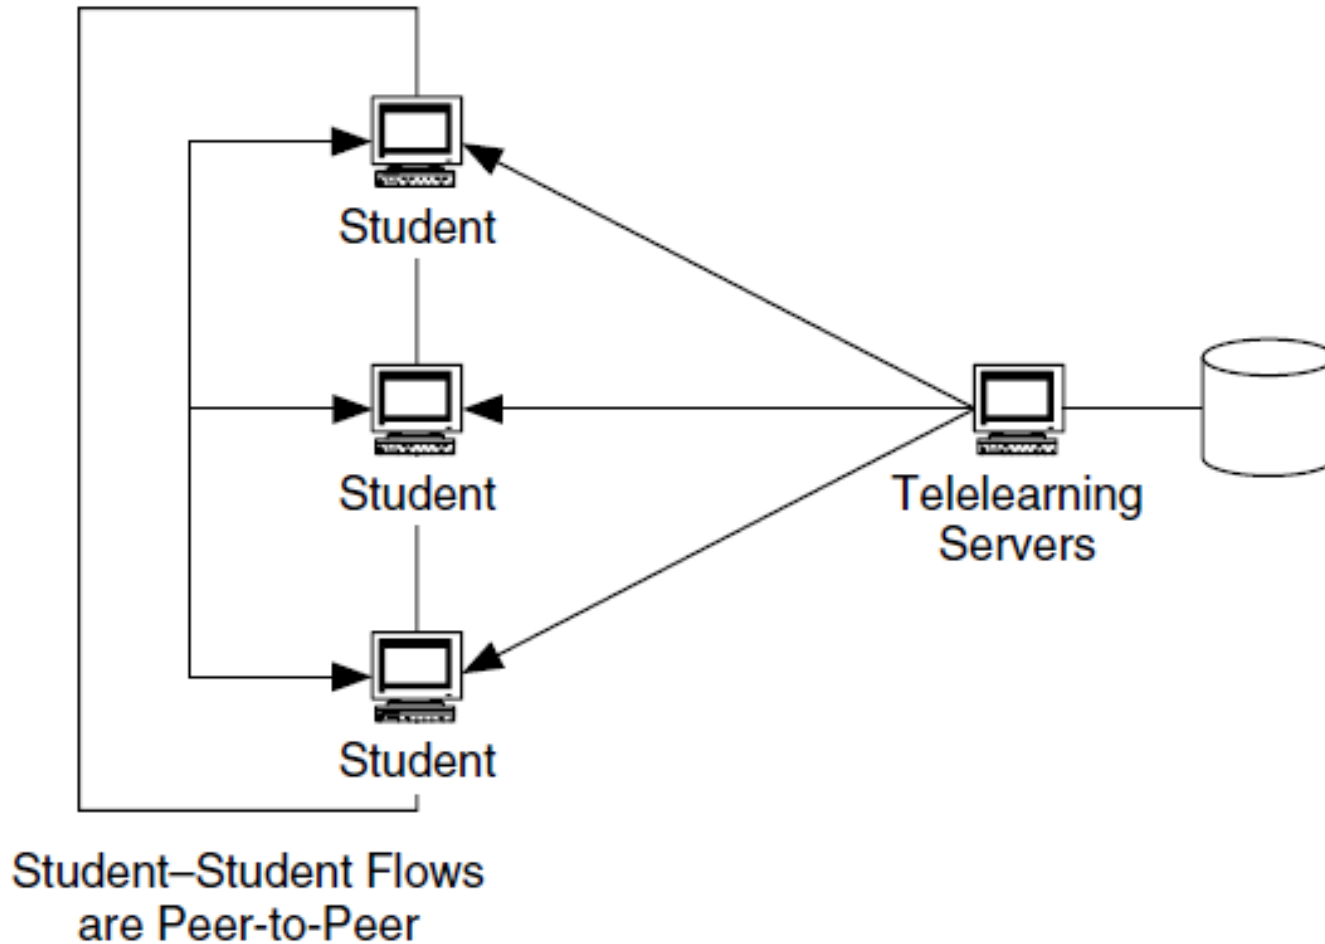 Student
Student
Telelearning
Servers
Student
Student–Student Flows
are Peer-to-Peer